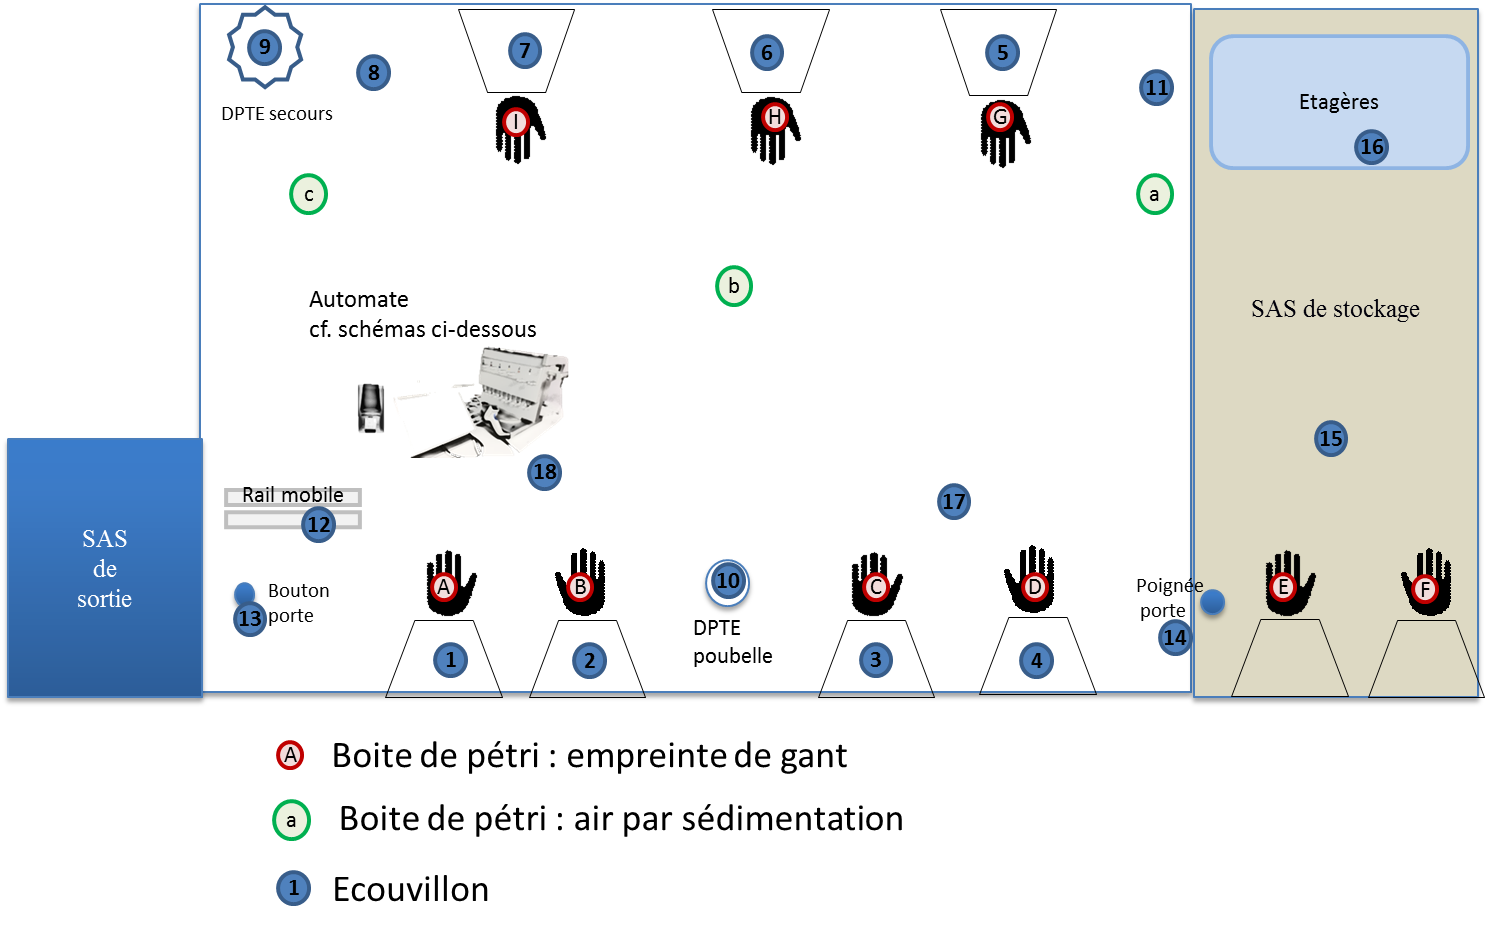 9
8
7
6
5
11
DPTE secours
I
H
G
Etagères
16
c
a
b
Automate
cf. schémas ci-dessous
SAS de stockage
15
18
17
Rail mobile
12
SAS
de
sortie
Bouton
porte
13
A
B
10
C
D
Poignée
porte
14
E
F
DPTE
poubelle
1
2
3
4
A Boite de pétri : empreinte de gant
a Boite de pétri : air par sédimentation
1 Ecouvillon